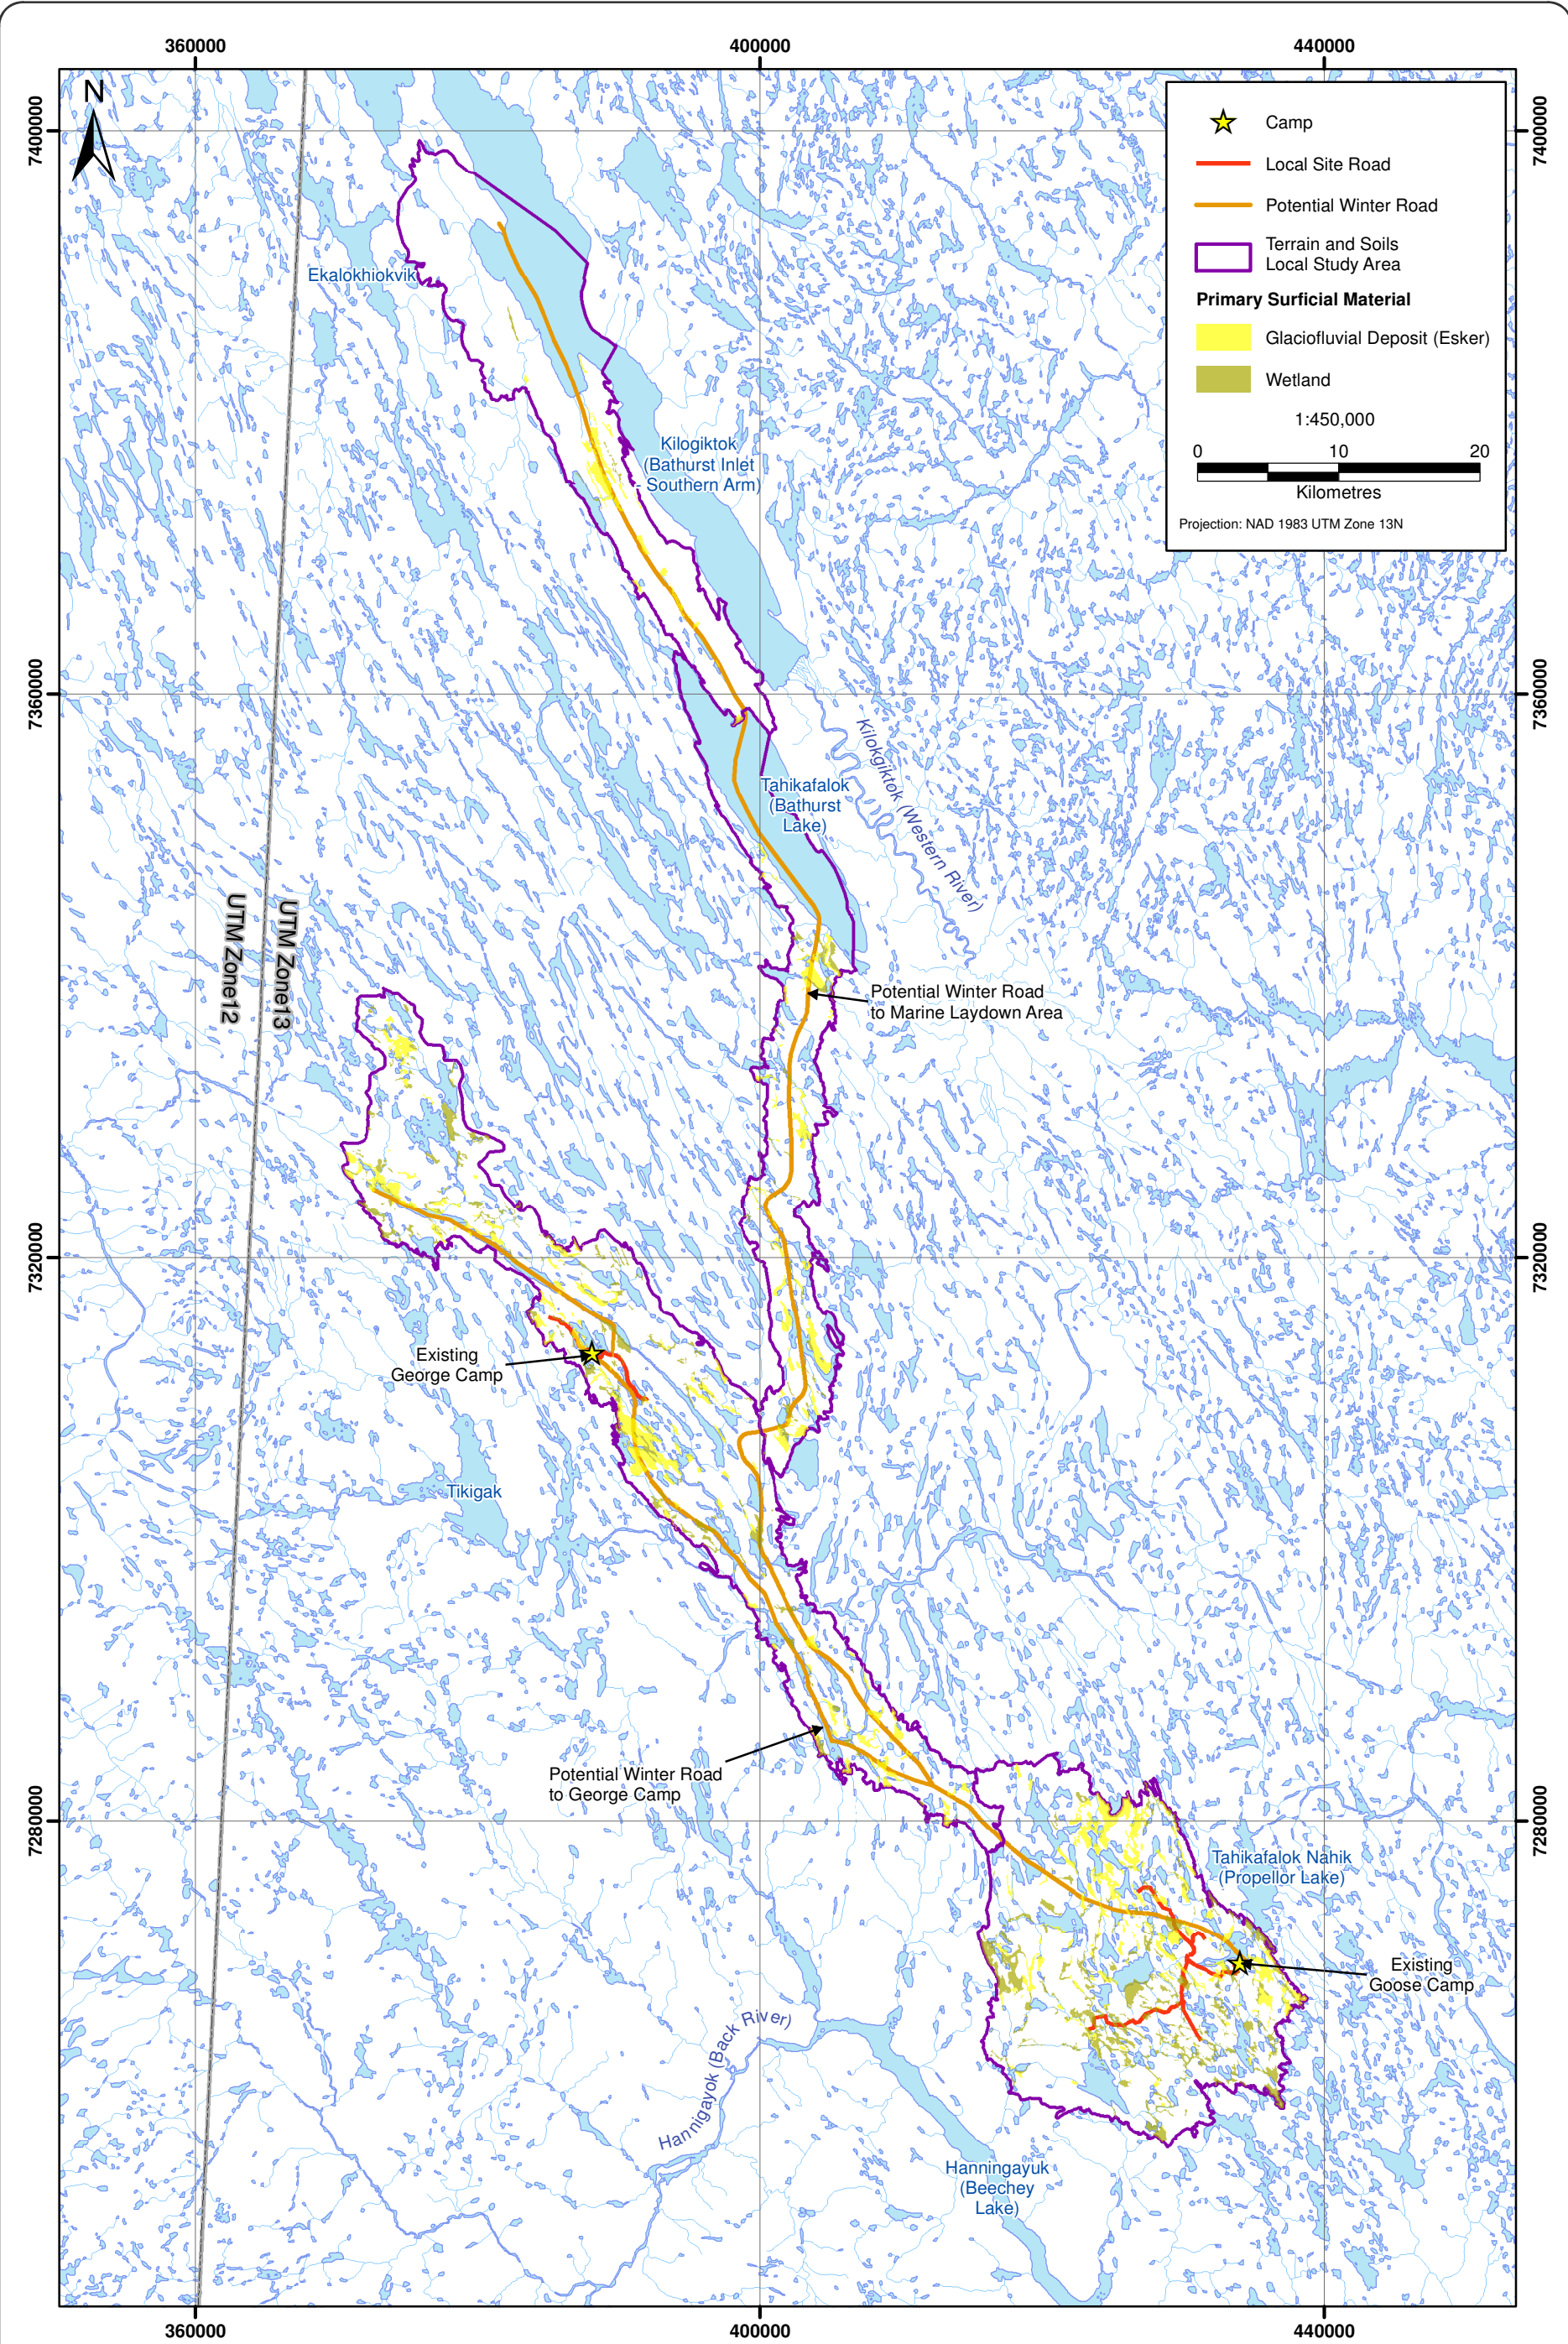 360000
400000
440000
N
7400000
7400000
Camp
Local Site Road
Potential Winter Road
Terrain and Soils
Local Study Area
Primary Surficial Material
Glaciofluvial Deposit (Esker)
Wetland
1:450,000
0
10
20
Kilometres
Projection: NAD 1983 UTM Zone 13N
Ekalokhiokvik
Kilogiktok
(Bathurst Inlet
- Southern Arm)
7360000
7360000
Kilokgiktok (Western River)
Tahikafalok
(Bathurst
Lake)
UTM Zone12
UTM Zone13
Potential Winter Road
to Marine Laydown Area
7320000
7320000
Existing
George Camp
Tikigak
Potential Winter Road
to George Camp
7280000
7280000
Tahikafalok Nahik
(Propellor Lake)
Existing
Goose Camp
Hannigayok (Back River)
Hanningayuk
(Beechey
Lake)
360000
400000
440000